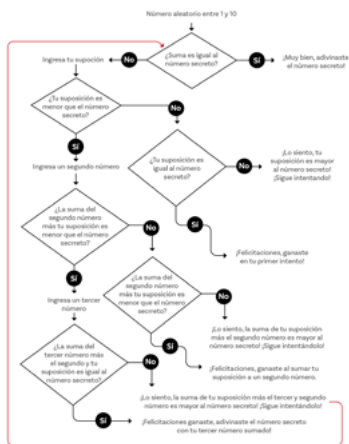 Número aleatorio entre 1 y 10
¿Suma es igual al
número secreto?
No
Sí
Ingresa tu suposición
¡Muy bien, adivinaste
el número secreto!
¿Tu suposición es
menor que el número
secreto?
No
Sí
Ingresa un segundo número
¿Tu suposición es
igual al número
secreto?
No
¡Lo siento, tu
suposición es mayor
al número secreto!
¡Sigue intentando!
Sí
¡Felicitaciones, ganaste
en tu primer intento!
¿La suma del
segundo número
más tu suposición es
menor que el número
secreto?
No
Sí
Ingresa un tercer
número
¿La suma del
segundo número
más tu suposición es
menor que el número
secreto?
No
Sí
¡Lo siento, la suma de tu suposición
más el segundo número es mayor al
número secreto! ¡Sigue intentándolo!
¡Felicitaciones, ganaste al sumar tu
suposición a un segundo número.
¿La suma del
tercer número más
el segundo y tu
suposición es igual al
número secreto?
No
¡Lo siento, la suma de tu suposición más el tercer y segundo
número es mayor al número secreto! ¡Sigue intentándolo!
Sí
¡Felicitaciones ganaste, adivinaste el número secreto
con tu tercer número sumado!